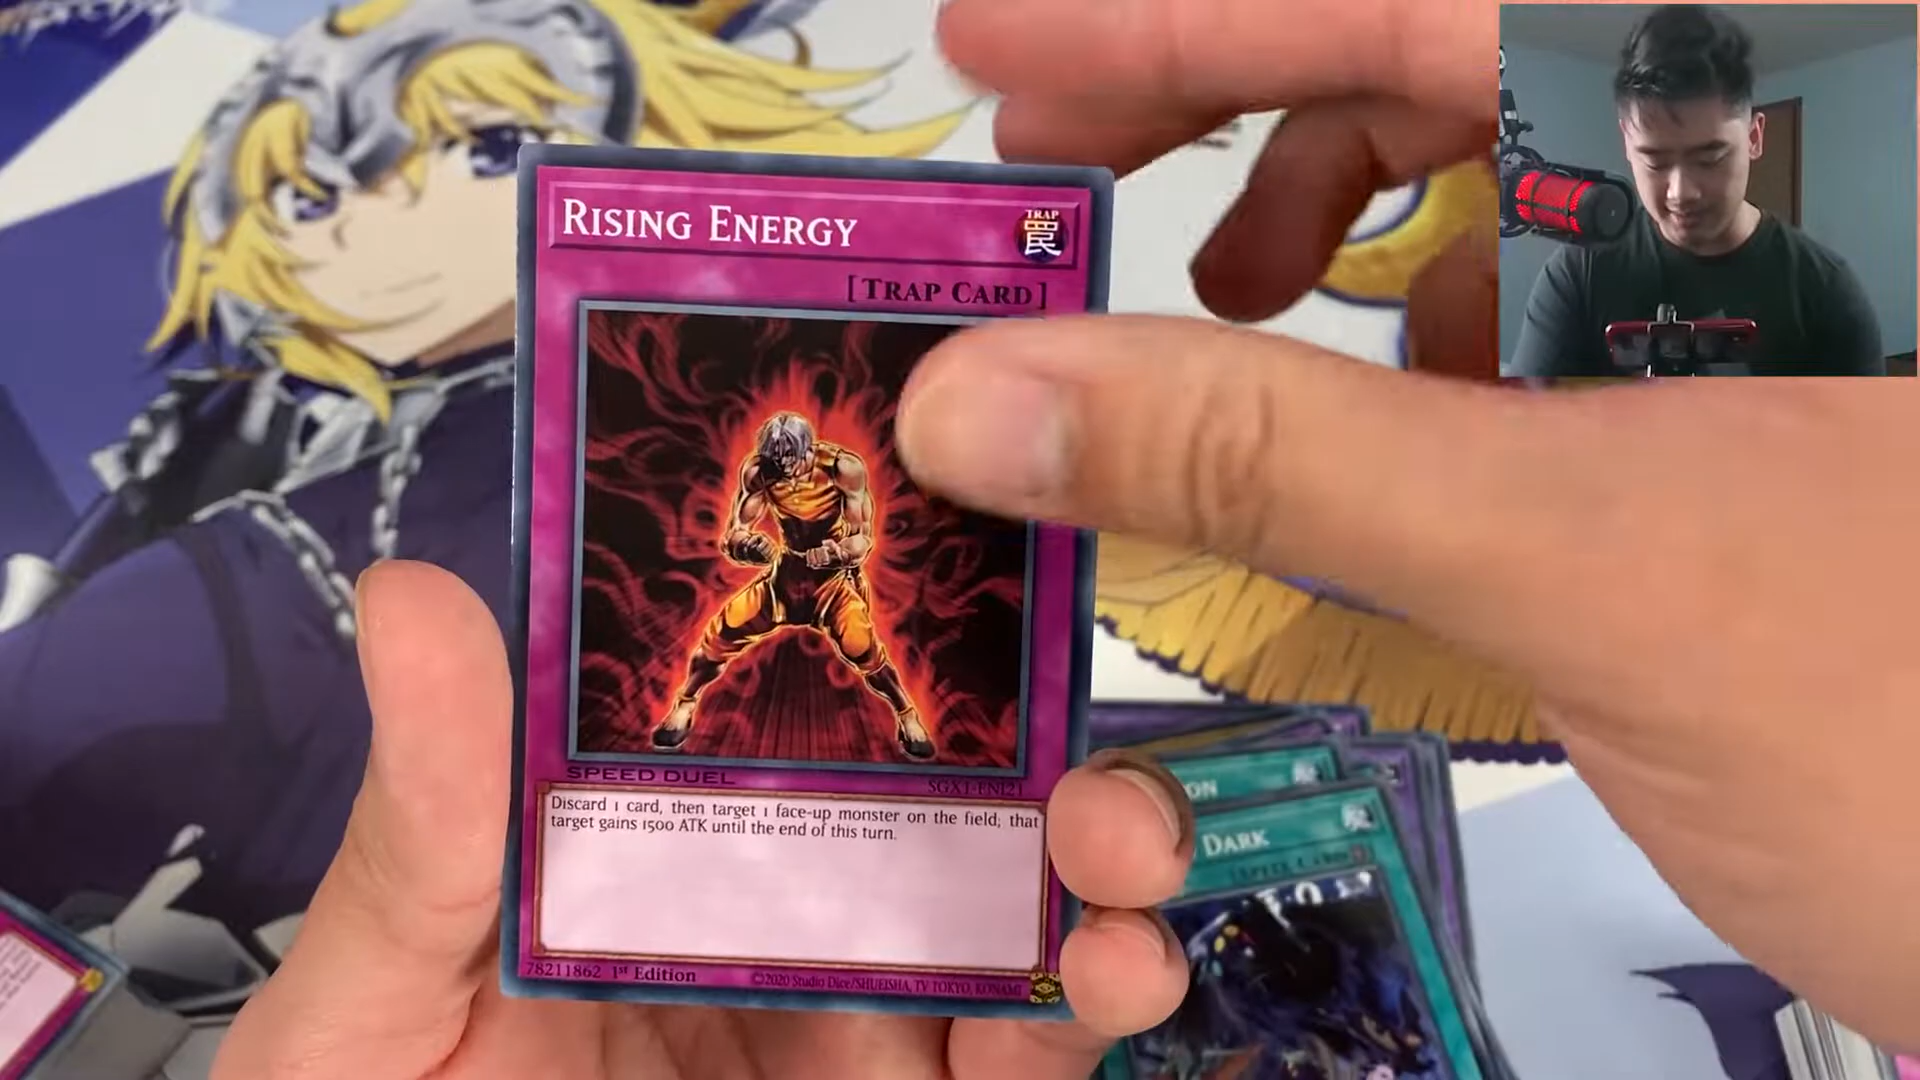 RISING ENERGY
TRAP
罠
[TRAP CARD]
SPEED DUEL
SGX1-EN121
Discard 1 card, then target 1 face-up monster on the field; that
target gains 1500 ATK until the end of this turn.
78211862 1st Edition
©2020 Studio Dice/SHUEISHA, TV TOKYO, KONAMI
ON
DARK